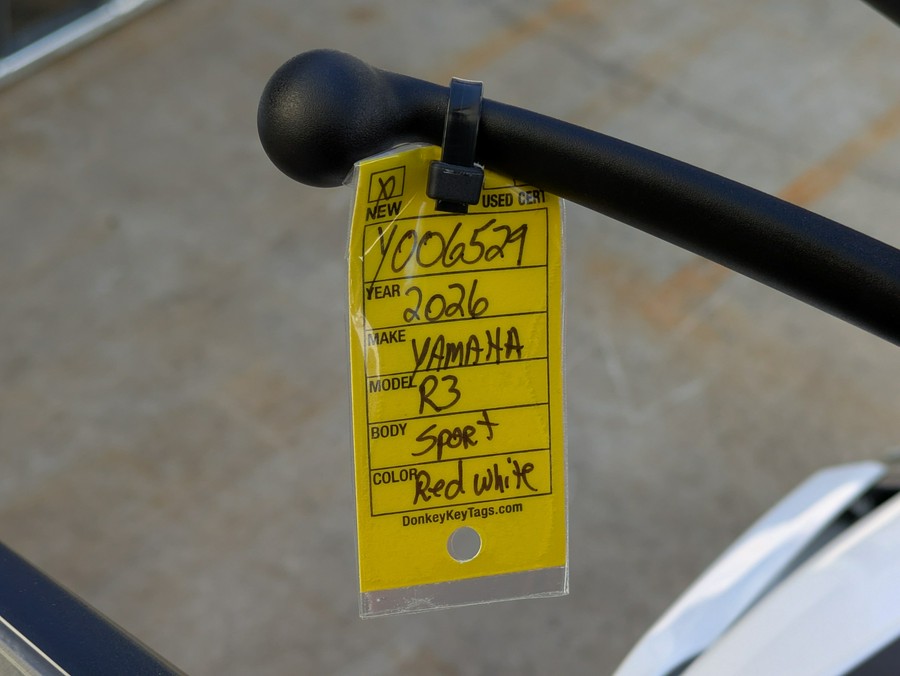 NEW USED CERT
Y006529
YEAR 2026
MAKE YAMAHA
MODEL R3
BODY Sport
COLOR Red white
DonkeyKeyTags.com